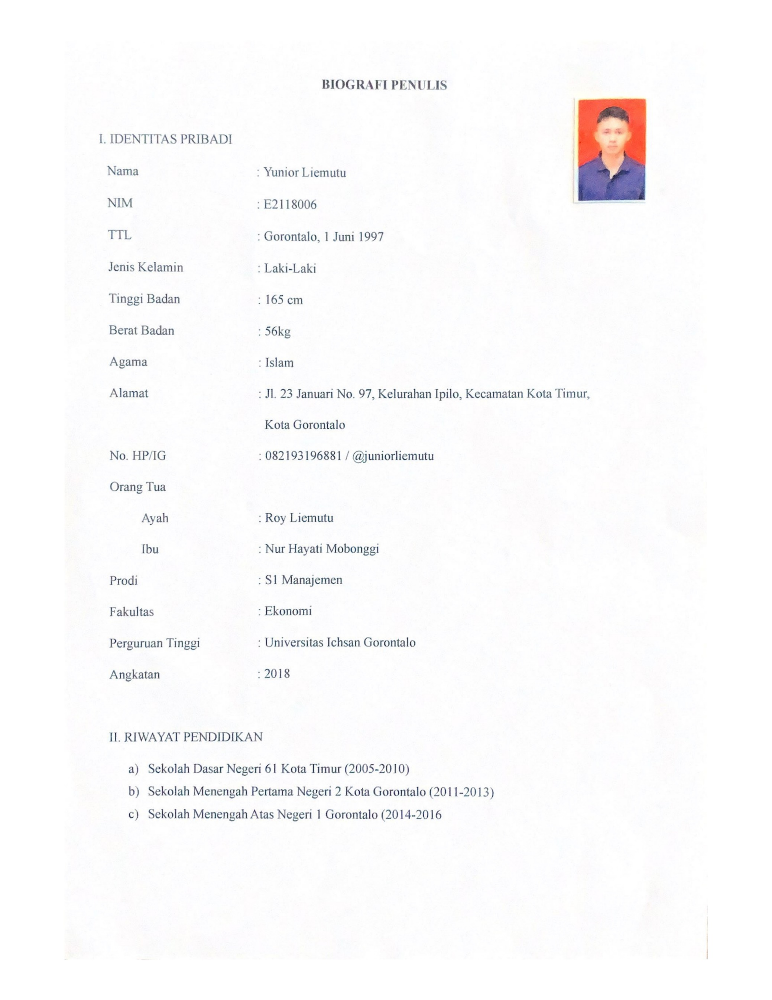 BIOGRAFI PENULIS
I. IDENTITAS PRIBADI
Nama : Yunior Liemutu
NIM : E2118006
TTL : Gorontalo, 1 Juni 1997
Jenis Kelamin : Laki-Laki
Tinggi Badan : 165 cm
Berat Badan : 56kg
Agama : Islam
Alamat : Jl. 23 Januari No. 97, Kelurahan Ipilo, Kecamatan Kota Timur,
Kota Gorontalo
No. HP/IG : 082193196881 / @juniorliemutu
Orang Tua
Ayah : Roy Liemutu
Ibu : Nur Hayati Mobonggi
Prodi : S1 Manajemen
Fakultas : Ekonomi
Perguruan Tinggi : Universitas Ichsan Gorontalo
Angkatan : 2018
II. RIWAYAT PENDIDIKAN
a) Sekolah Dasar Negeri 61 Kota Timur (2005-2010)
b) Sekolah Menengah Pertama Negeri 2 Kota Gorontalo (2011-2013)
c) Sekolah Menengah Atas Negeri 1 Gorontalo (2014-2016